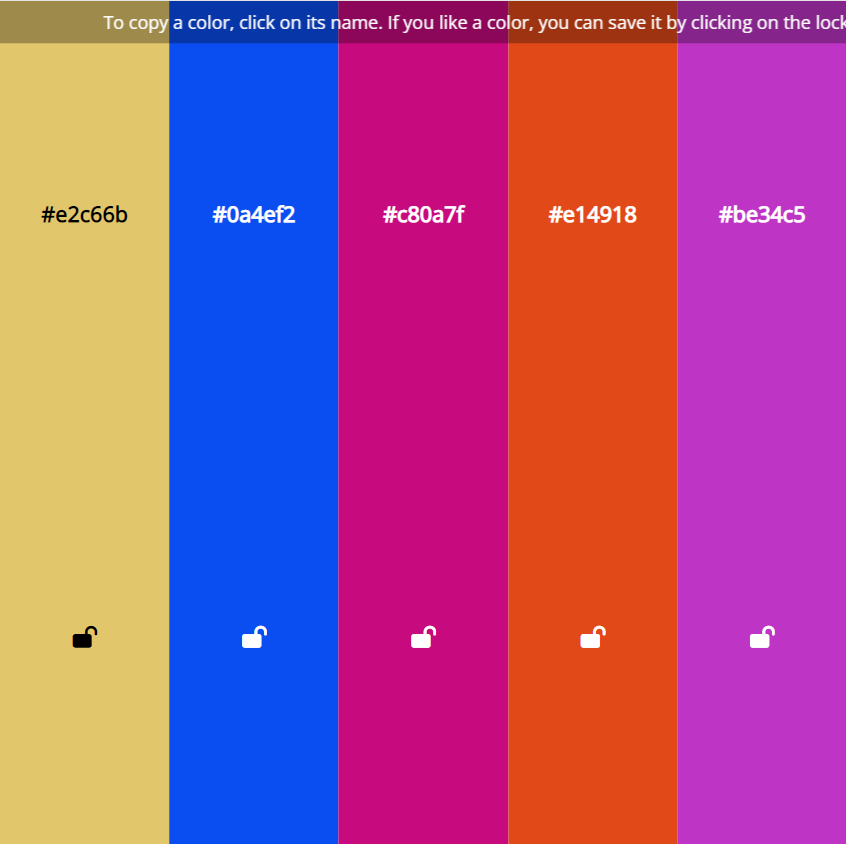 To copy a color, click on its name. If you like a color, you can save it by clicking on the lock
#e2c66b
#0a4ef2
#c80a7f
#e14918
#be34c5